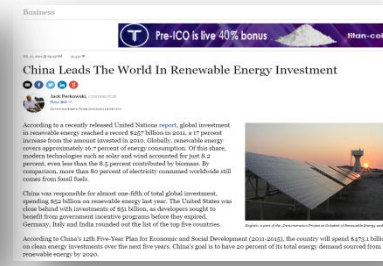 Business
Pre-ICO is live 40% bonus
titan-coi
China Leads The World In Renewable Energy Investment
Jack Perkowski, CONTRIBUTOR
According to a recently released United Nations report, global investment
in renewable energy reached a record $257 billion in 2011, a 17 percent
increase from the amount invested in 2010. Globally, renewable energy
covers approximately 16.7 percent of energy consumption. Of this share,
modern technologies such as solar and wind accounted for just 8.2
percent, even less than the 8.5 percent contributed by biomass. By
comparison, more than 80 percent of electricity consumed worldwide still
comes from fossil fuels.
China was responsible for almost one-fifth of total global investment,
spending $52 billion on renewable energy last year. The United States was
close behind with investments of $51 billion, as developers sought to
benefit from government incentive programs before they expired.
Germany, Italy and India rounded out the list of the top five countries.
According to China's 12th Five-Year Plan for Economic and Social Development (2011-2015), the country will spend $473.1 billio
on clean energy investments over the next five years. China's goal is to have 20 percent of its total energy demand sourced from
renewable energy by 2020.